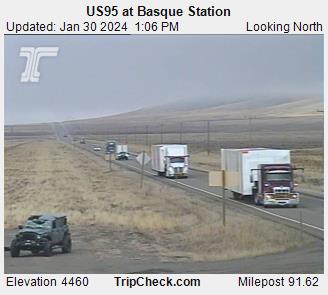 US95 at Basque Station
Updated: Jan 30 2024 1:06 PM Looking North
Elevation 4460 TripCheck.com Milepost 91.62